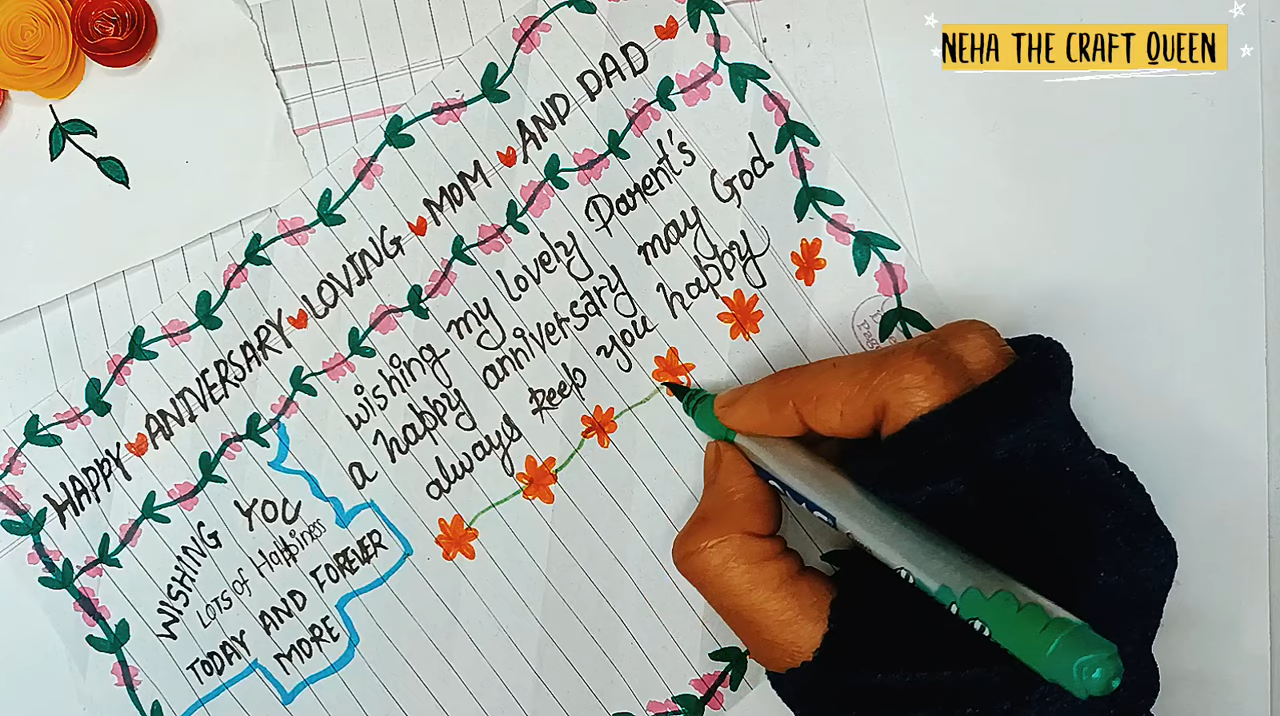 NEHA THE CRAFT QUEEN
HAPPY ANIVERSARY LOVING MOM AND DAD
wishing my lovely Parent's
a happy anniversary may God
always keep you happy
WISHING YOU
LOTS of Happiness
TODAY AND FOREVER
MORE